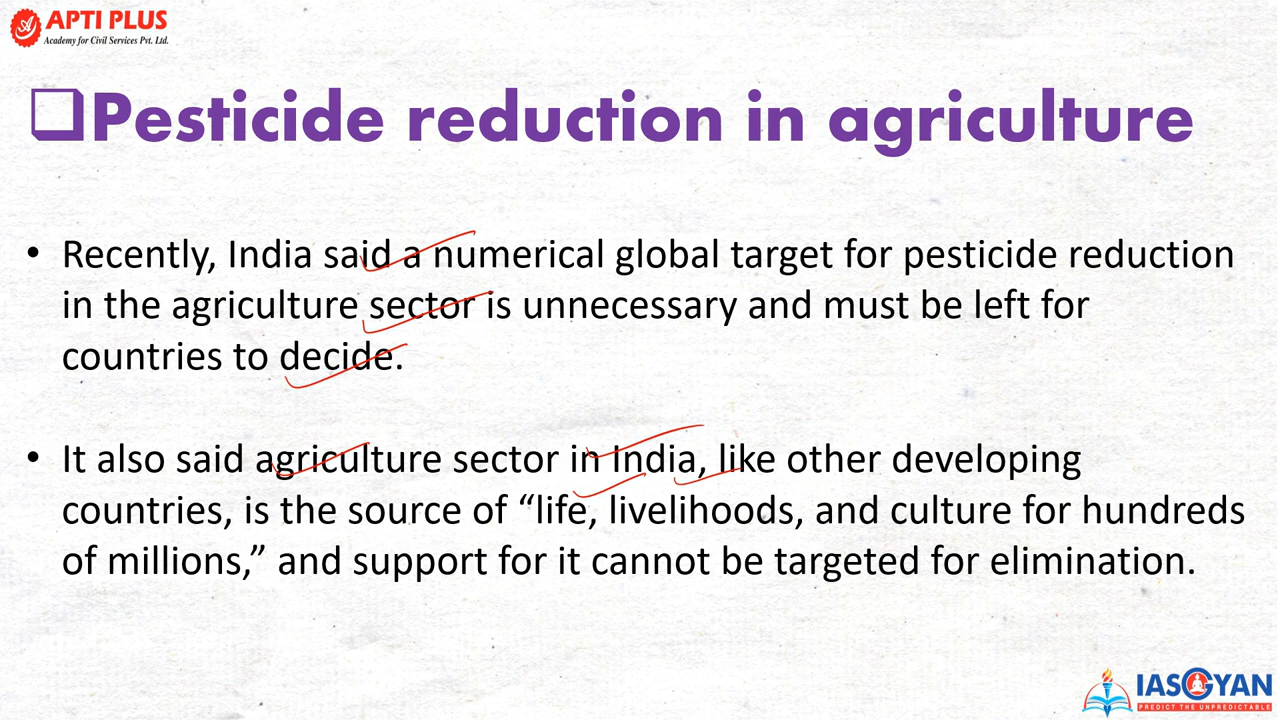 APTI PLUS
Academy for Civil Services Pvt. Ltd.
Pesticide reduction in agriculture
• Recently, India said a numerical global target for pesticide reduction
in the agriculture sector is unnecessary and must be left for
countries to decide.
• It also said agriculture sector in India, like other developing
countries, is the source of “life, livelihoods, and culture for hundreds
of millions,” and support for it cannot be targeted for elimination.
IASGYAN
PREDICT THE UNPREDICTABLE